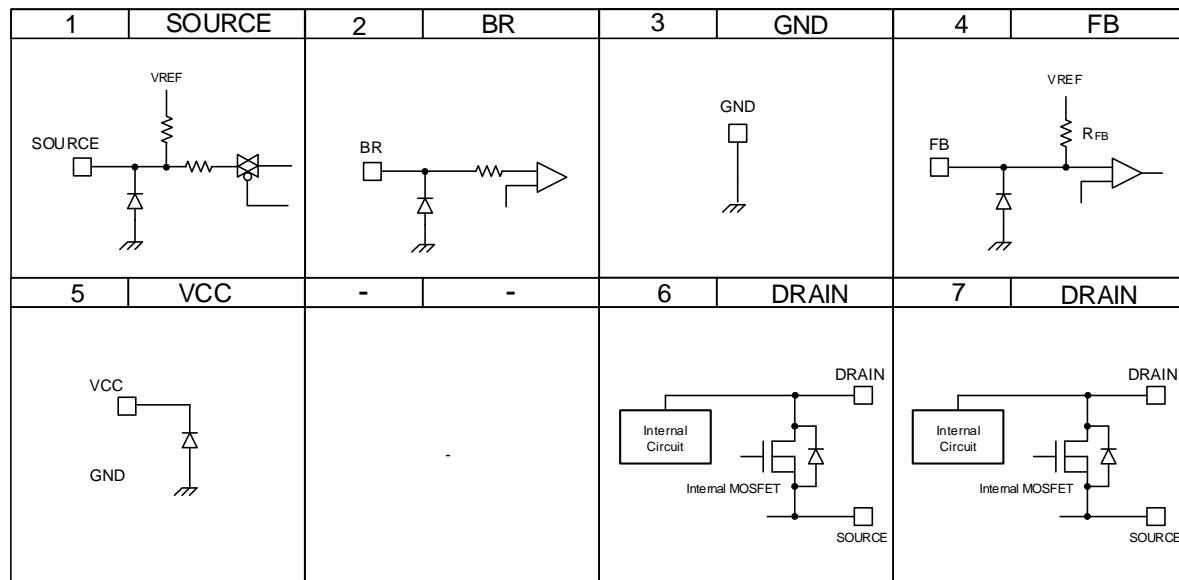 1 SOURCE 2 BR 3 GND 4 FB
VREF
SOURCE
BR
GND
VREF
RFB
FB
5 VCC - - 6 DRAIN 7 DRAIN
VCC
GND
-
DRAIN
Internal
Circuit
Internal MOSFET
SOURCE
DRAIN
Internal
Circuit
Internal MOSFET
SOURCE